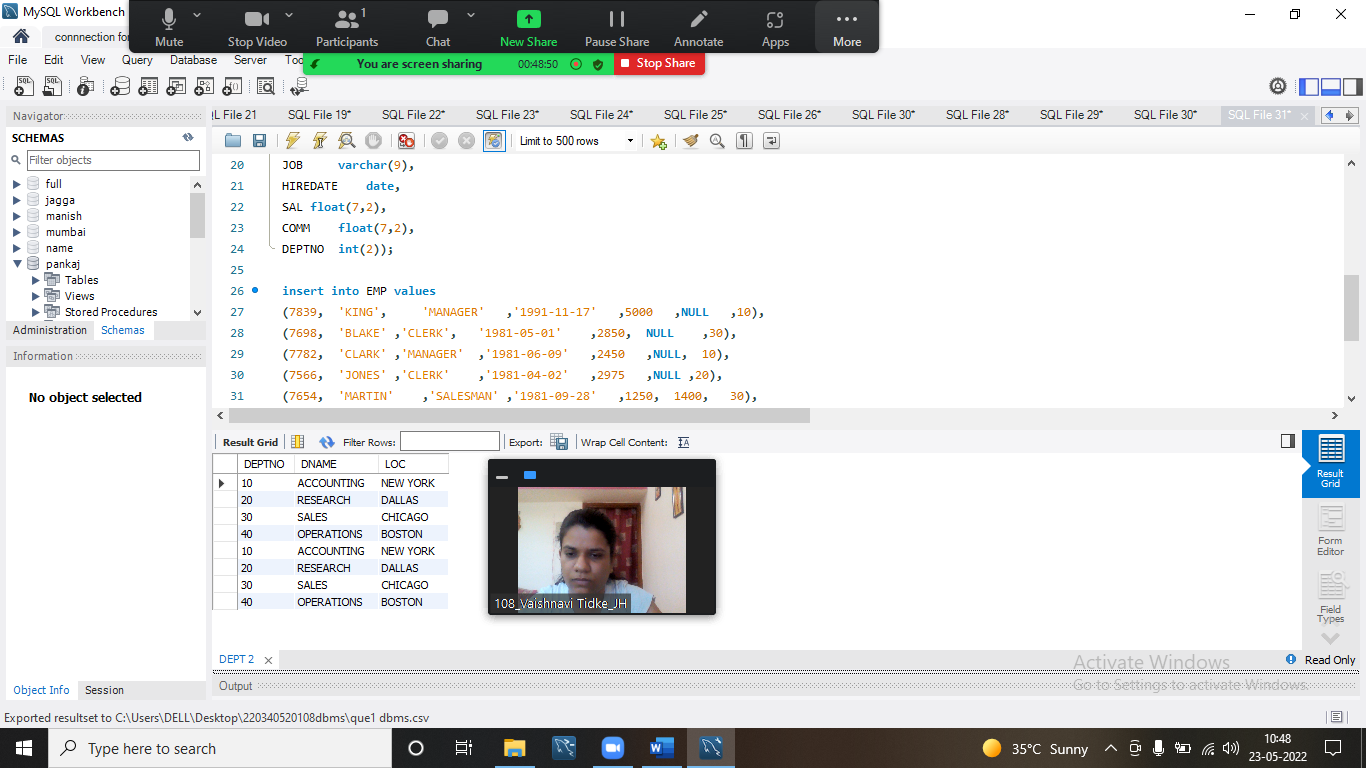 MySQL Workbench
Mute
Stop Video
1
Participants
Chat
New Share
Pause Share
Annotate
Apps
More
connnection for
You are screen sharing
00:48:50
Stop Share
File Edit View Query Database Server Too
Navigator
SCHEMAS
Filter objects
full
jagga
manish
mumbai
name
pankaj
Tables
Views
Stored Procedures
Administration Schemas
Information
No object selected
Object Info Session
L File 21 SQL File 19* SQL File 22* SQL File 23* SQL File 24* SQL File 25* SQL File 26* SQL File 30* SQL File 28* SQL File 29* SQL File 30* SQL File 31*
Limit to 500 rows
20 JOB varchar(9),
21 HIREDATE date,
22 SAL float(7,2),
23 COMM float(7,2),
24 DEPTNO int(2));
25
26 insert into EMP values
27 (7839, 'KING', 'MANAGER' ,'1991-11-17' ,5000 ,NULL ,10),
28 (7698, 'BLAKE' ,'CLERK', '1981-05-01' ,2850, NULL ,30),
29 (7782, 'CLARK' ,'MANAGER' ,'1981-06-09' ,2450 ,NULL, 10),
30 (7566, 'JONES' ,'CLERK' ,'1981-04-02' ,2975 ,NULL ,20),
31 (7654, 'MARTIN' ,'SALESMAN' ,'1981-09-28' ,1250, 1400, 30),
Result Grid Filter Rows: Export: Wrap Cell Content:
DEPTNO DNAME LOC
10 ACCOUNTING NEW YORK
20 RESEARCH DALLAS
30 SALES CHICAGO
40 OPERATIONS BOSTON
10 ACCOUNTING NEW YORK
20 RESEARCH DALLAS
30 SALES CHICAGO
40 OPERATIONS BOSTON
108_Vaishnavi Tidke_JH
Result
Grid
Form
Editor
Field
Types
DEPT 2
Read Only
Activate Windows
Go to Settings to activate Windows.
Output
Exported resultset to C:\Users\DELL\Desktop\220340520108dbms\que1 dbms.csv
Type here to search
35°C Sunny
10:48
23-05-2022